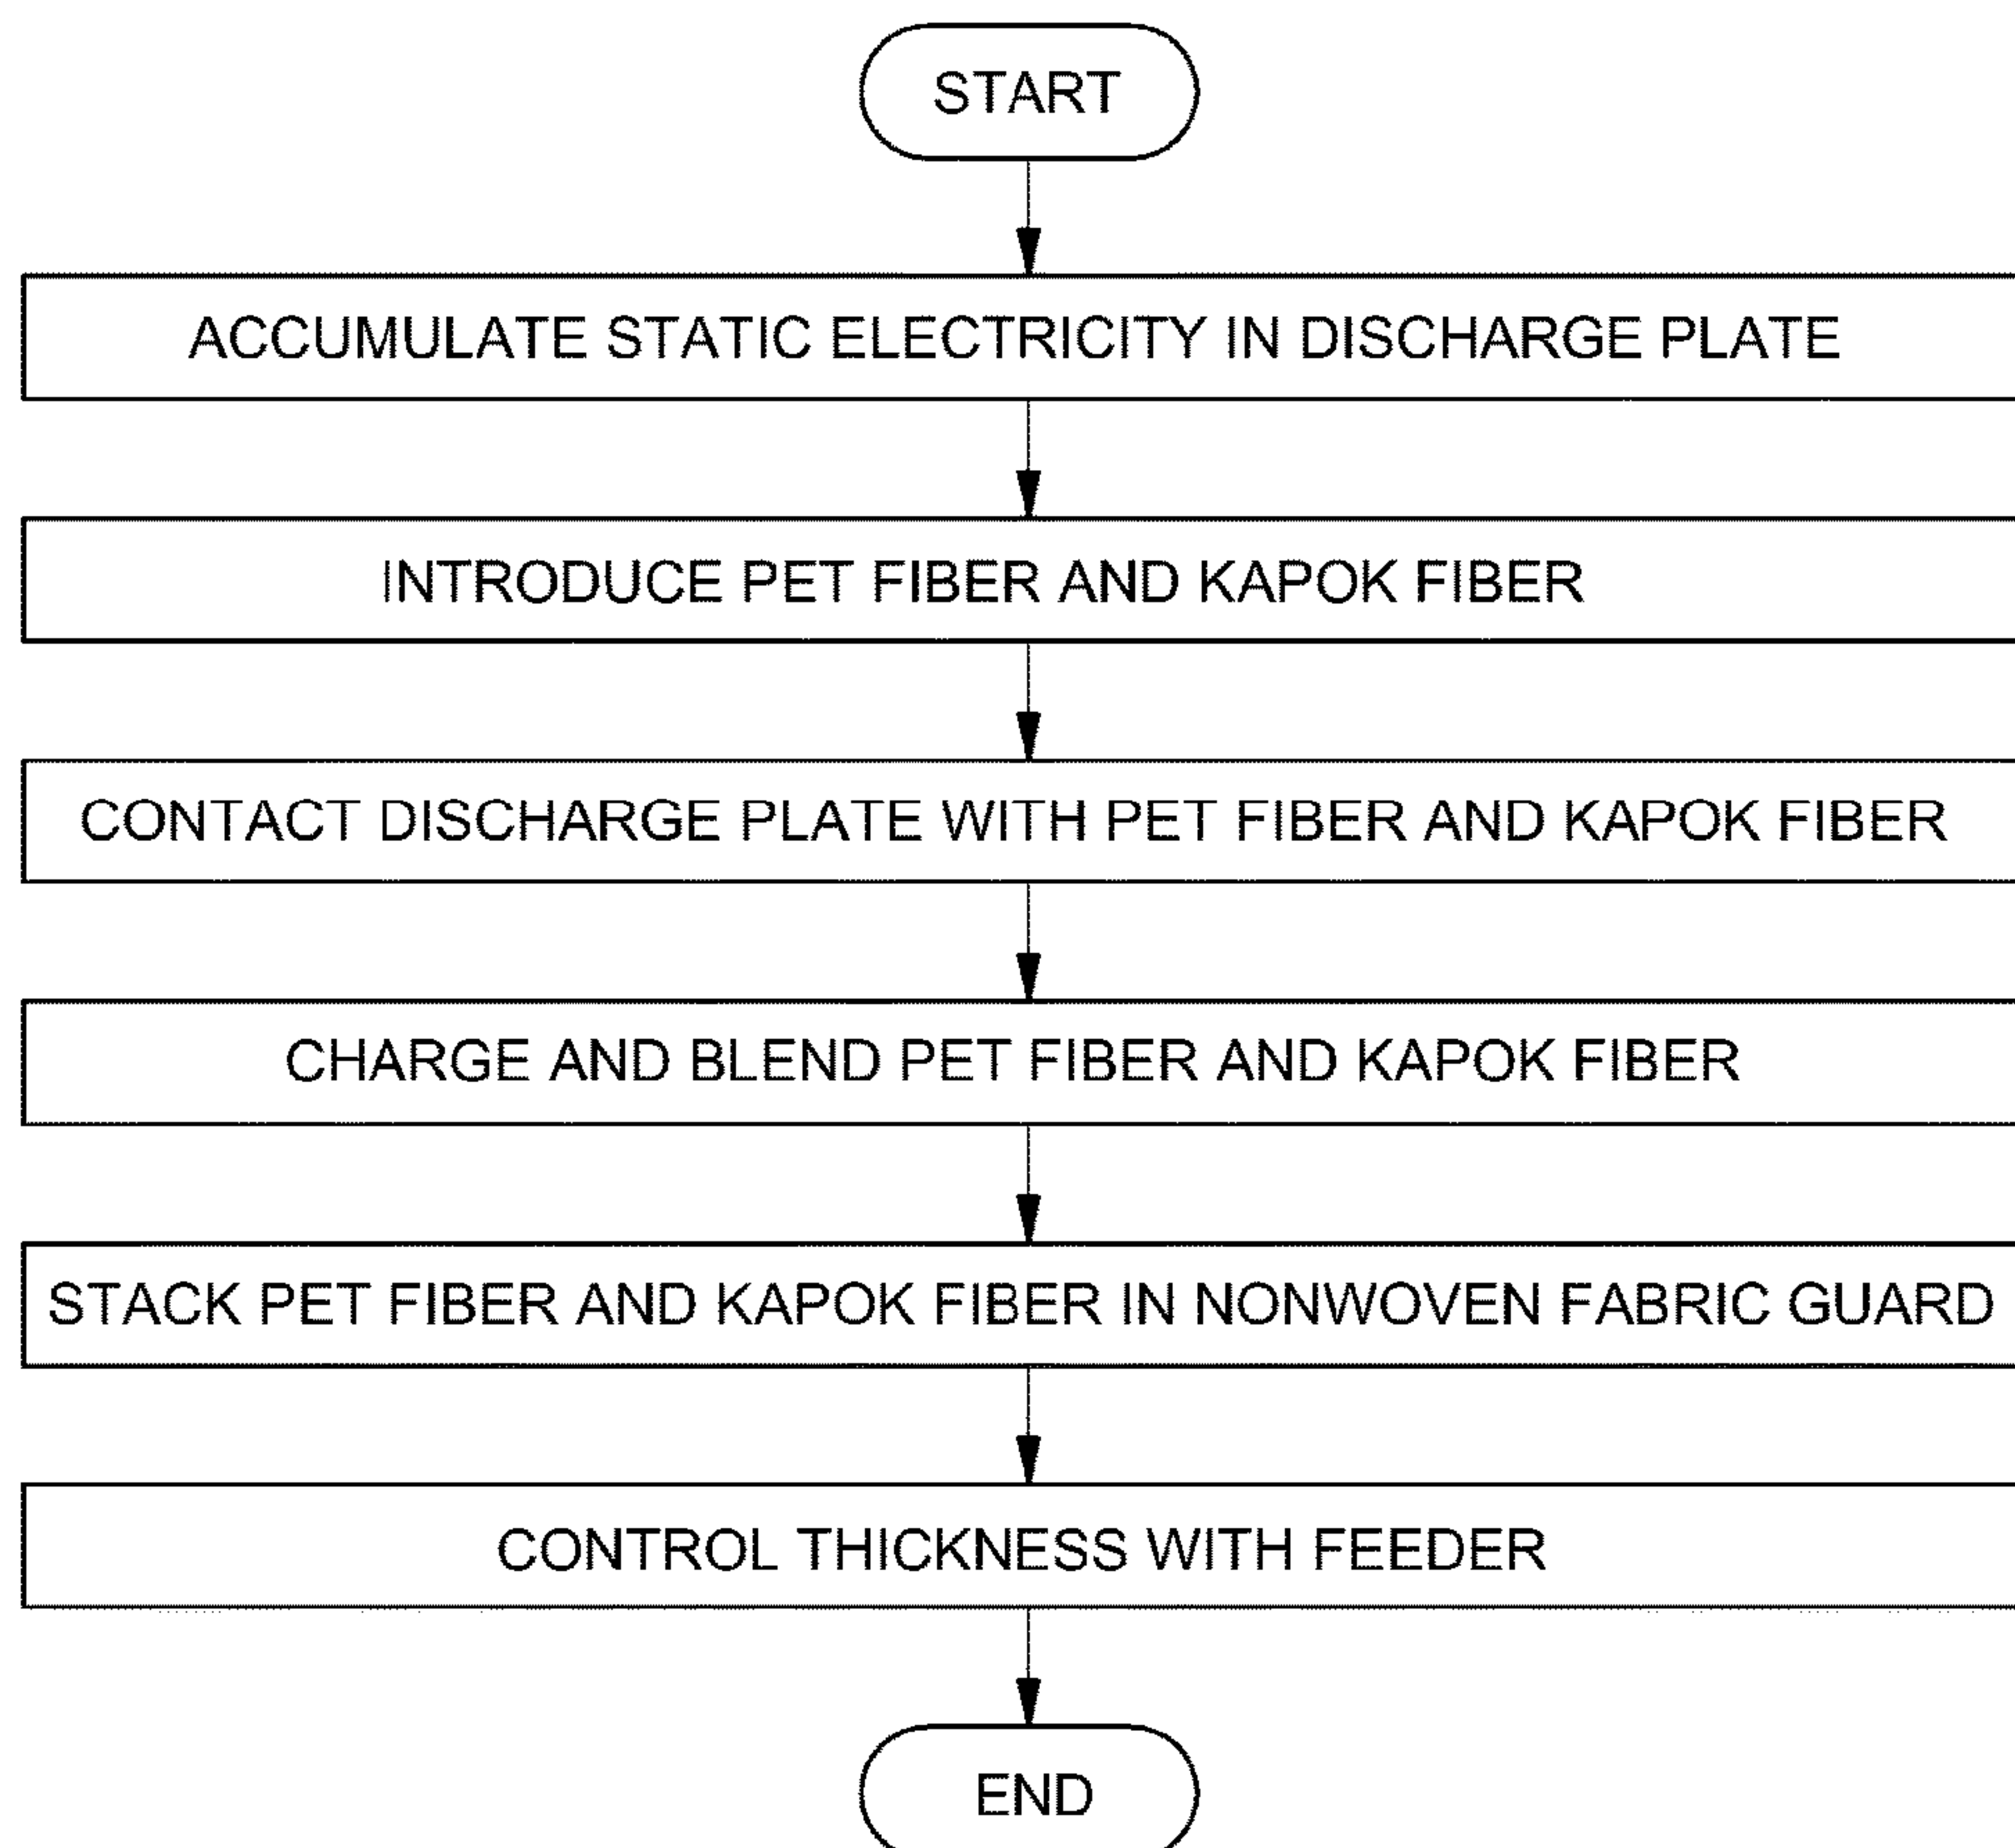 START
ACCUMULATE STATIC ELECTRICITY IN DISCHARGE PLATE
INTRODUCE PET FIBER AND KAPOK FIBER
CONTACT DISCHARGE PLATE WITH PET FIBER AND KAPOK FIBER
CHARGE AND BLEND PET FIBER AND KAPOK FIBER
STACK PET FIBER AND KAPOK FIBER IN NONWOVEN FABRIC GUARD
CONTROL THICKNESS WITH FEEDER
END